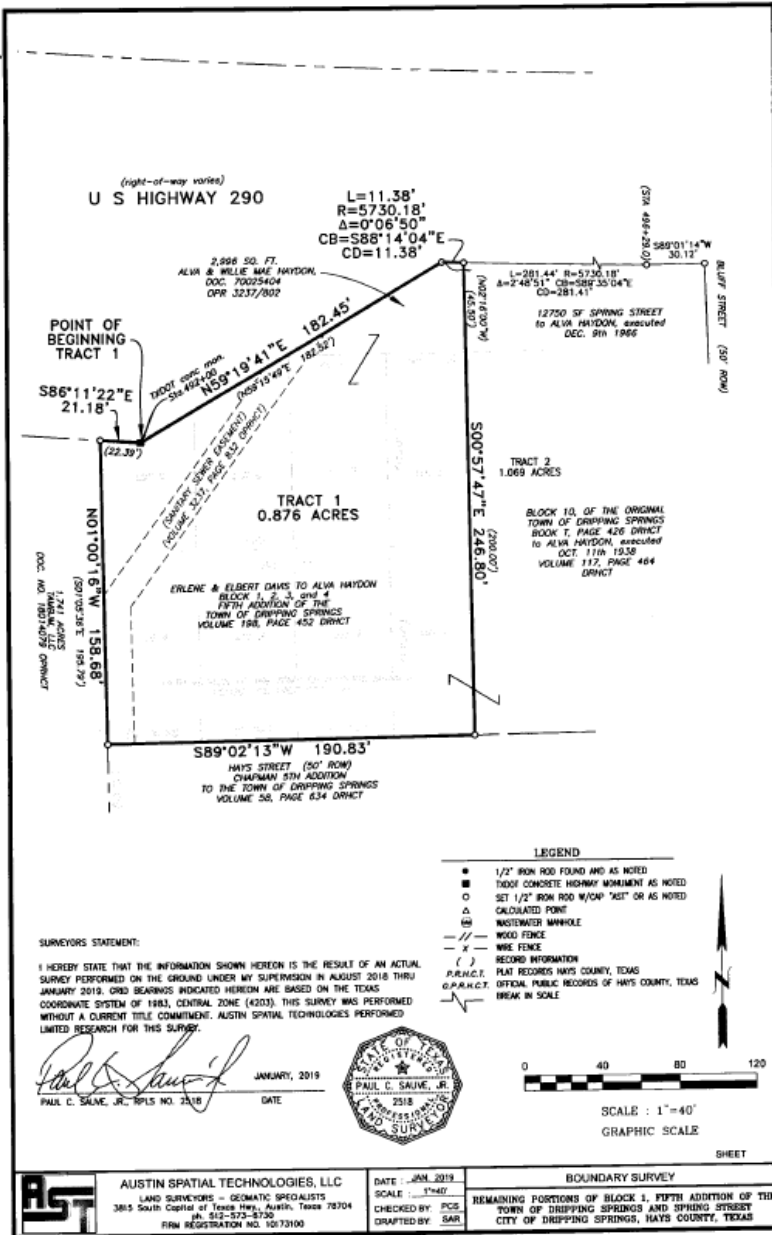 (right-of-way varies)
U S HIGHWAY 290
L=11.38'
R=5730.18'
Δ=0°06'50"
CB=S88°14'04"E
CD=11.38'
2,996 SQ. FT.
ALVA & WILLIE MAE HAYDON,
DOC. 70025404
OPR 3237/802
(STA 496+29.0)
S89°01'14"W
30.12'
BLUFF STREET (50' ROW)
L=281.44' R=5730.18'
Δ=2°48'51" CB=S89°35'04"E
CD=281.41'
(N02°16'00"W)
(45.50')
12750 SF SPRING STREET
to ALVA HAYDON, executed
DEC. 9th 1966
POINT OF
BEGINNING
TRACT 1
TXDOT conc mon.
Sta.492+00
N59°19'41"E 182.45'
(N59°15'49"E 182.52')
S86°11'22"E
21.18'
(22.39')
(SANITARY SEWER EASEMENT)
(VOLUME 3237, PAGE 832 OPRHCT)
S00°57'47"E 246.80'
(200.00')
TRACT 1
0.876 ACRES
TRACT 2
1.069 ACRES
BLOCK 10, OF THE ORIGINAL
TOWN OF DRIPPING SPRINGS
BOOK T, PAGE 426 DRHCT
to ALVA HAYDON, executed
OCT. 11th 1938
VOLUME 117, PAGE 464
DRHCT
N01°00'16"W 158.68'
1.741 ACRES
DOC. NO. 18014079 OPRHCT
ERLENE & ELBERT DAVIS TO ALVA HAYDON
BLOCK 1, 2, 3, and 4
FIFTH ADDITION OF THE
TOWN OF DRIPPING SPRINGS
VOLUME 198, PAGE 452 DRHCT
S89°02'13"W 190.83'
HAYS STREET (50' ROW)
CHAPMAN 5TH ADDITION
TO THE TOWN OF DRIPPING SPRINGS
VOLUME 58, PAGE 634 DRHCT
LEGEND
1/2" IRON ROD FOUND AND AS NOTED
TXDOT CONCRETE HIGHWAY MONUMENT AS NOTED
SET 1/2" IRON ROD W/CAP "AST" OR AS NOTED
CALCULATED POINT
WASTEWATER MANHOLE
— // — WOOD FENCE
— x — WIRE FENCE
( ) RECORD INFORMATION
P.R.H.C.T. PLAT RECORDS HAYS COUNTY, TEXAS
O.P.R.H.C.T. OFFICIAL PUBLIC RECORDS OF HAYS COUNTY, TEXAS
BREAK IN SCALE
N
SURVEYORS STATEMENT:
I HEREBY STATE THAT THE INFORMATION SHOWN HEREON IS THE RESULT OF AN ACTUAL
SURVEY PERFORMED ON THE GROUND UNDER MY SUPERVISION IN AUGUST 2018 THRU
JANUARY 2019. GRID BEARINGS INDICATED HEREON ARE BASED ON THE TEXAS
COORDINATE SYSTEM OF 1983, CENTRAL ZONE (4203). THIS SURVEY WAS PERFORMED
WITHOUT A CURRENT TITLE COMMITMENT. AUSTIN SPATIAL TECHNOLOGIES PERFORMED
LIMITED RESEARCH FOR THIS SURVEY.
JANUARY, 2019
PAUL C. SAUVE, JR., RPLS NO. 2518 DATE
STATE OF TEXAS
REGISTERED
PAUL C. SAUVE, JR.
2518
PROFESSIONAL
LAND SURVEYOR
0 40 80 120
SCALE : 1"=40'
GRAPHIC SCALE
SHEET
AST
AUSTIN SPATIAL TECHNOLOGIES, LLC
LAND SURVEYORS - GEOMATIC SPECIALISTS
3815 South Capital of Texas Hwy., Austin, Texas 78704
ph. 512-573-8730
FIRM REGISTRATION NO. 10173100
DATE : JAN. 2019
SCALE : 1"=40'
CHECKED BY: PCS
DRAFTED BY: SAR
BOUNDARY SURVEY
REMAINING PORTIONS OF BLOCK 1, FIFTH ADDITION OF THE
TOWN OF DRIPPING SPRINGS AND SPRING STREET
CITY OF DRIPPING SPRINGS, HAYS COUNTY, TEXAS